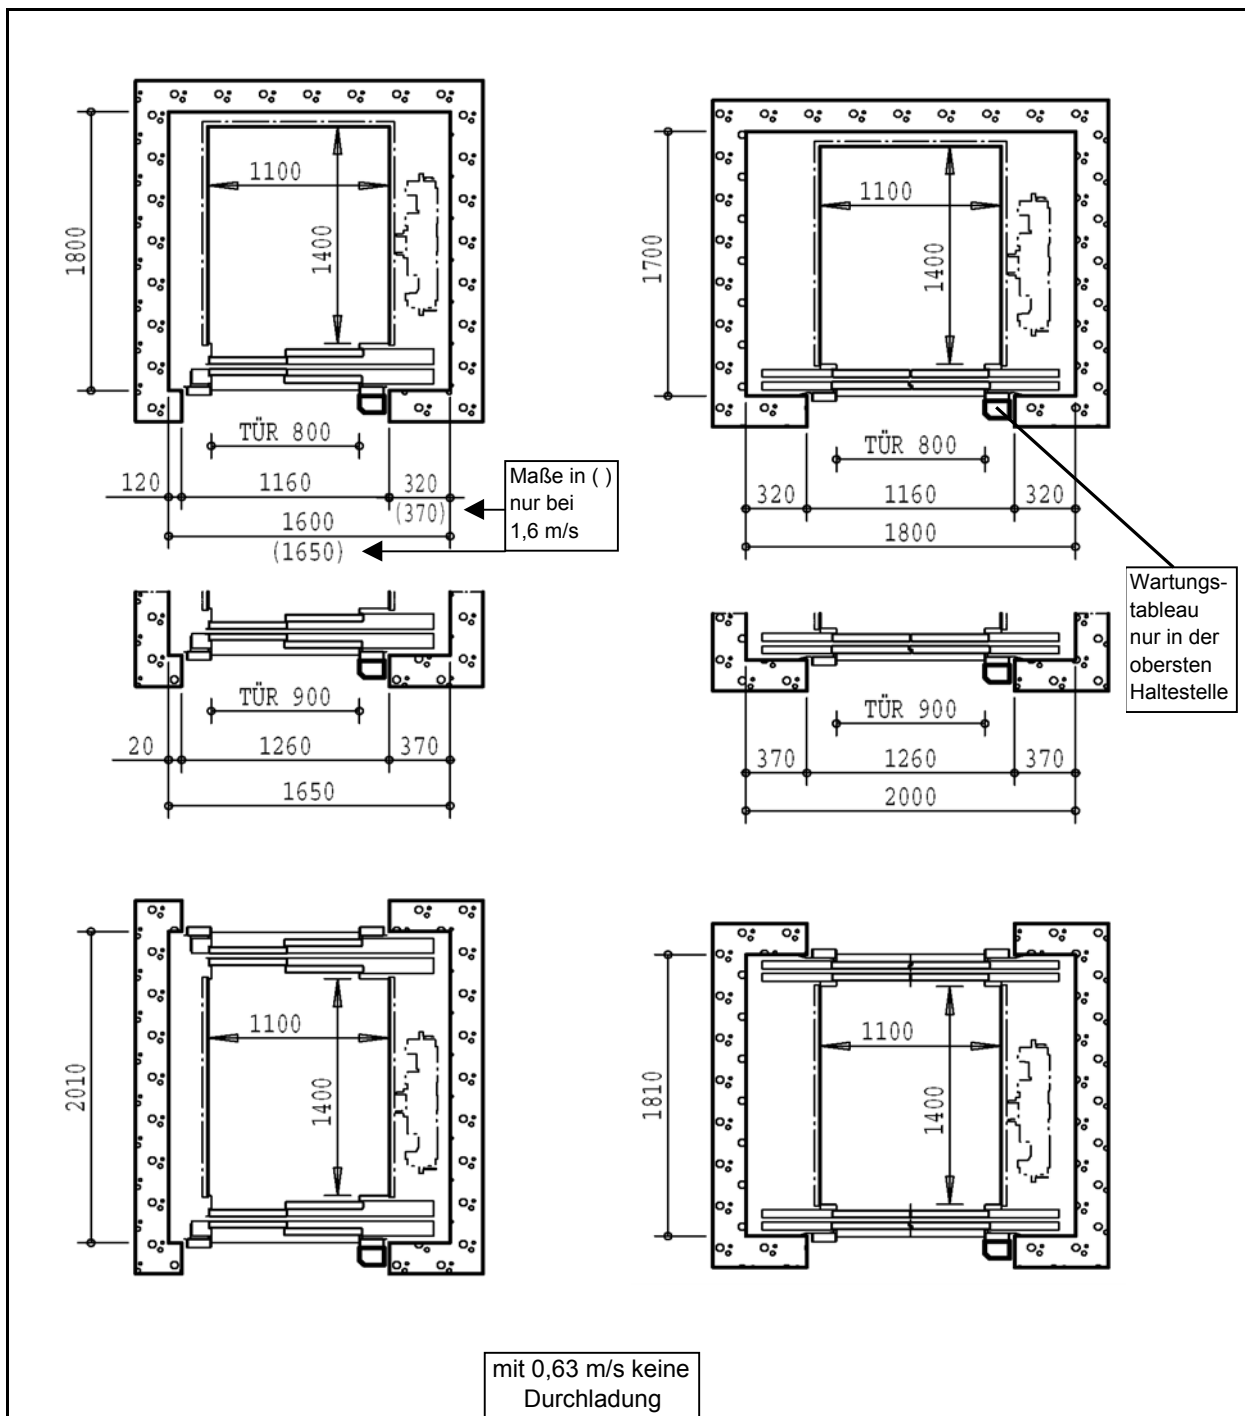 1100
1400
1800
TÜR 800
120
1160
320
(370)
1600
(1650)
Maße in ( )
nur bei
1,6 m/s
1100
1400
1700
TÜR 800
320
1160
320
1800
Wartungs-
tableau
nur in der
obersten
Haltestelle
TÜR 900
20
1260
370
1650
TÜR 900
370
1260
370
2000
1100
1400
2010
1100
1400
1810
mit 0,63 m/s keine
Durchladung